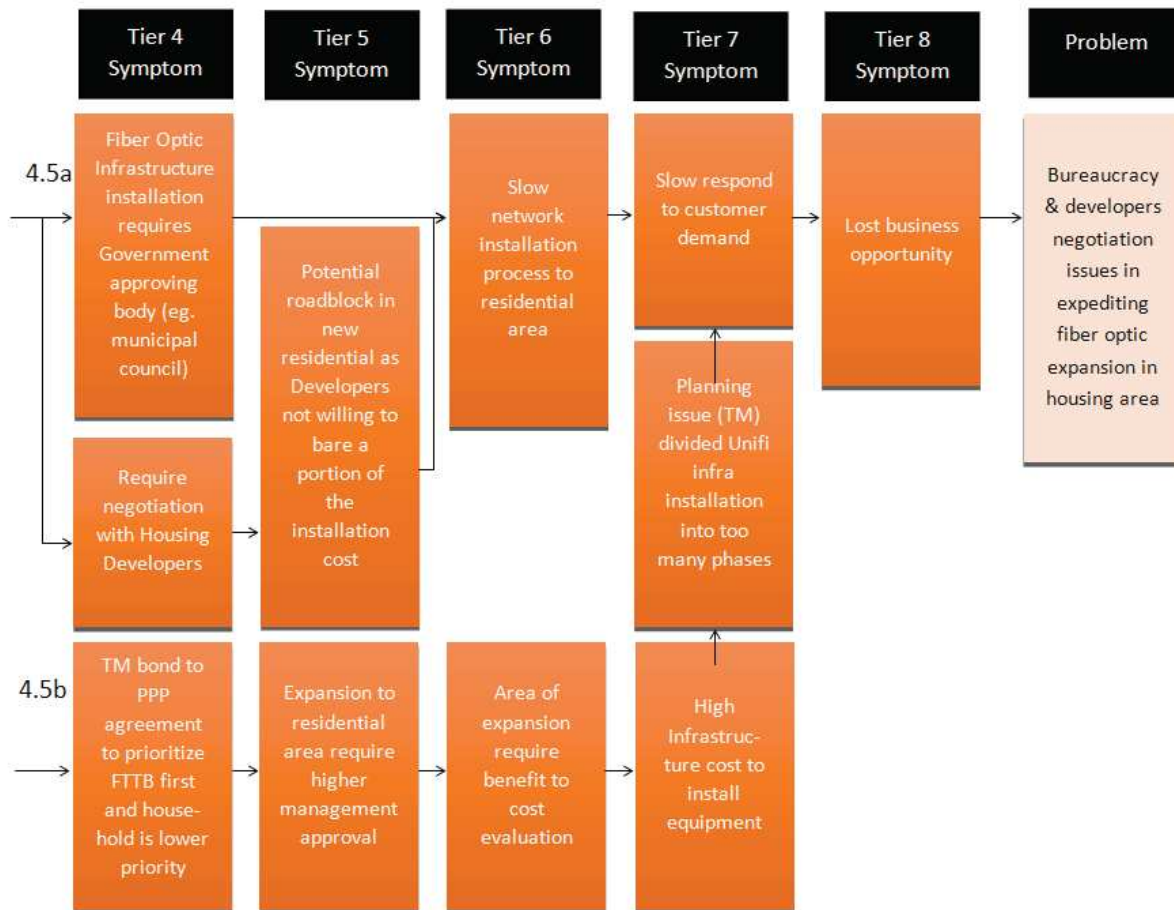 Tier 4
Symptom
Tier 5
Symptom
Tier 6
Symptom
Tier 7
Symptom
Tier 8
Symptom
Problem
4.5a
Fiber Optic
Infrastructure
installation
requires
Government
approving
body (eg.
municipal
council)
Potential
roadblock in
new
residential as
Developers
not willing to
bare a
portion of
the
installation
cost
Slow
network
installation
process to
residential
area
Slow respond
to customer
demand
Lost business
opportunity
Bureaucracy
& developers
negotiation
issues in
expediting
fiber optic
expansion in
housing area
Require
negotiation
with Housing
Developers
Planning
issue (TM)
divided Unifi
infra
installation
into too
many phases
4.5b
TM bond to
PPP
agreement
to prioritize
FTTB first
and house-
hold is lower
priority
Expansion to
residential
area require
higher
management
approval
Area of
expansion
require
benefit to
cost
evaluation
High
Infrastruc-
ture cost to
install
equipment